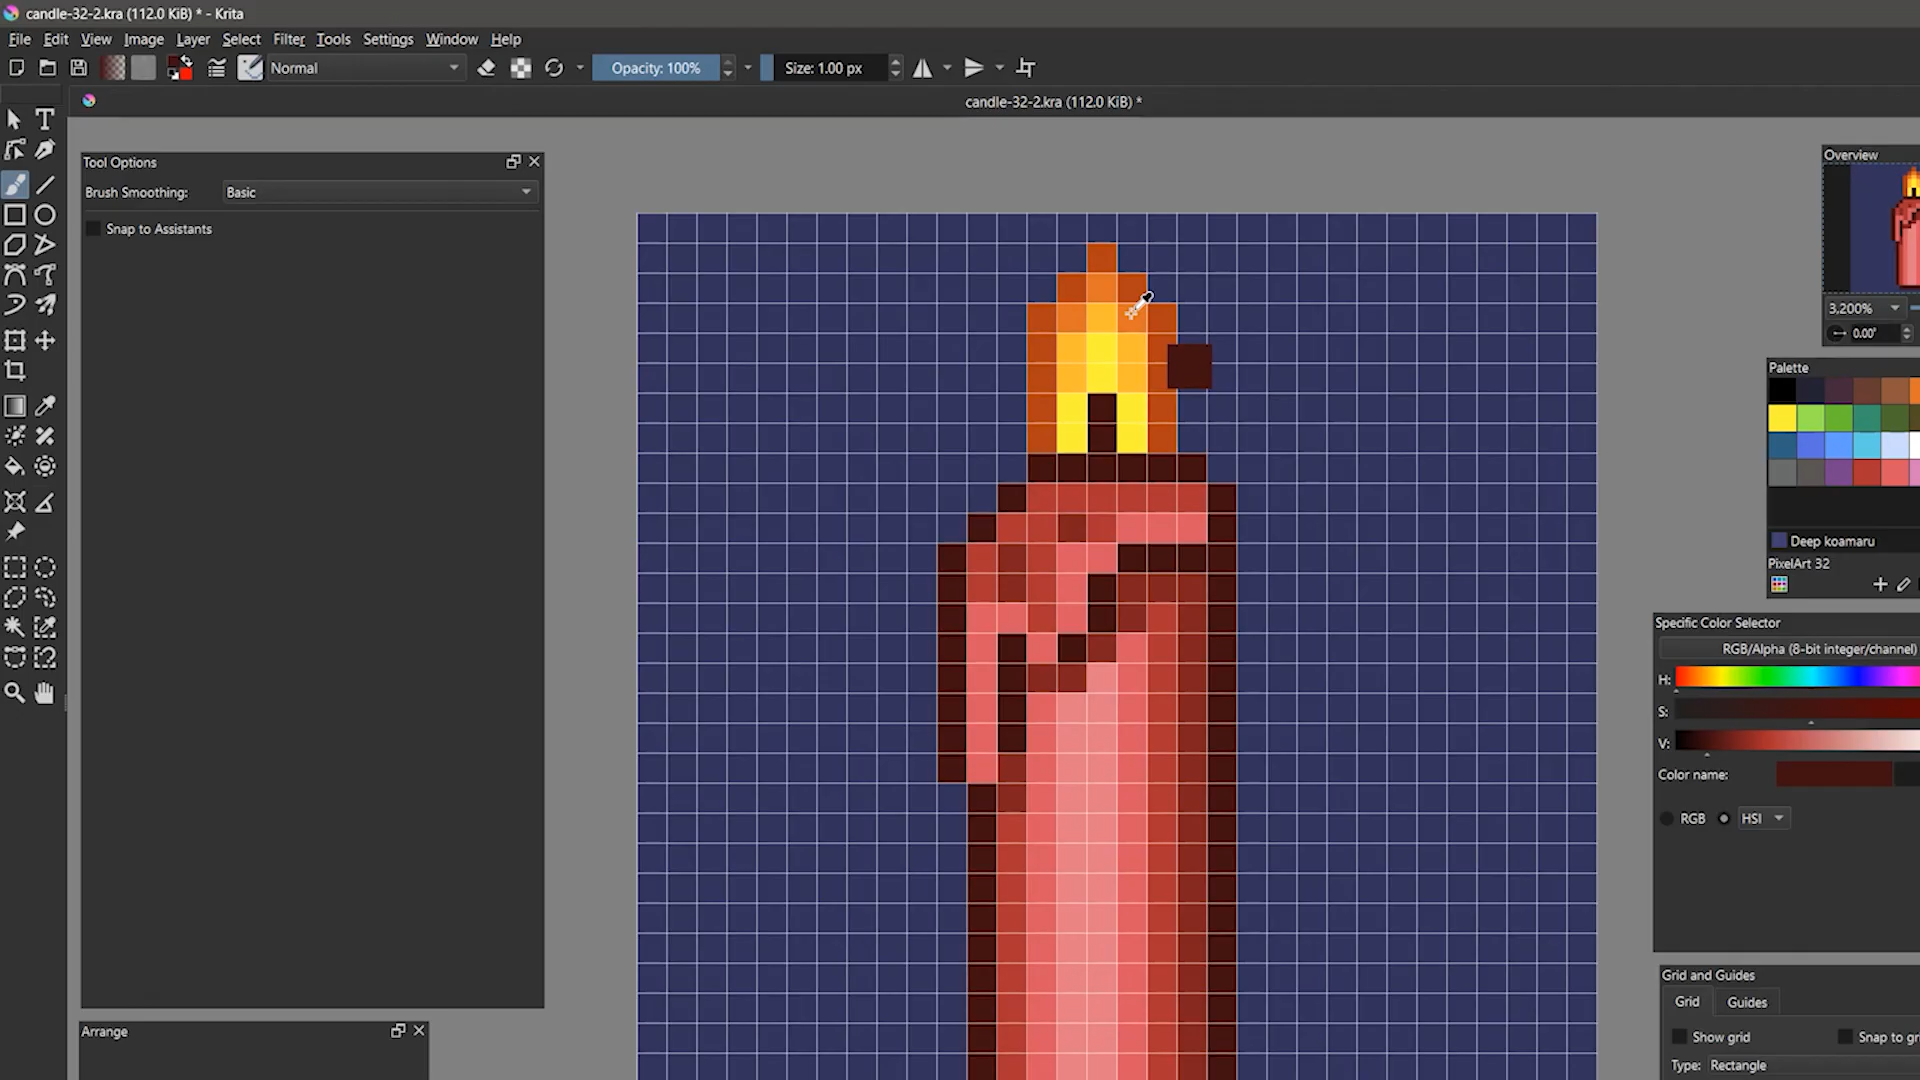 candle-32-2.kra (112.0 KiB) * - Krita
File Edit View Image Layer Select Filter Tools Settings Window Help
Normal Opacity: 100% Size: 1.00 px
candle-32-2.kra (112.0 KiB) *
Tool Options
Brush Smoothing: Basic
Snap to Assistants
Arrange
Overview
3,200%
0.00°
Palette
Deep koamaru
PixelArt 32
Specific Color Selector
RGB/Alpha (8-bit integer/channel)
H:
S:
V:
Color name:
RGB HSI
Grid and Guides
Grid Guides
Show grid Snap to gr
Type: Rectangle